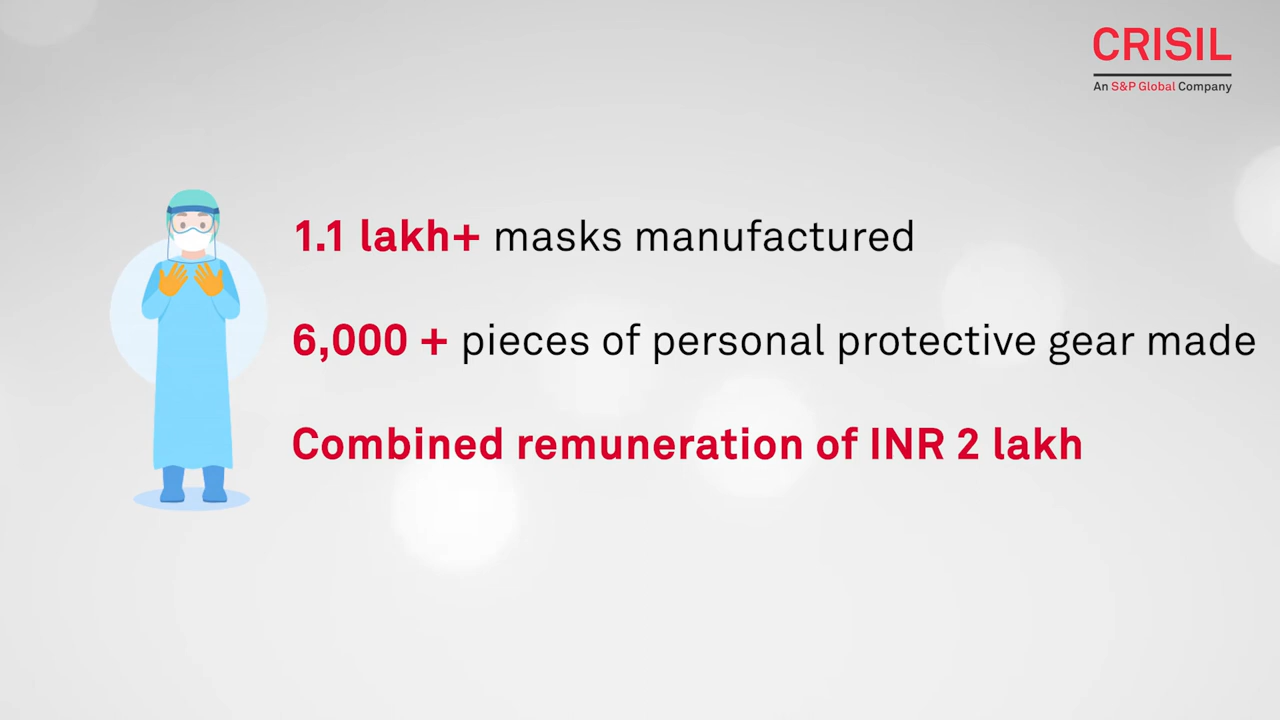 CRISIL
An S&P Global Company
1.1 lakh+ masks manufactured
6,000 + pieces of personal protective gear made
Combined remuneration of INR 2 lakh